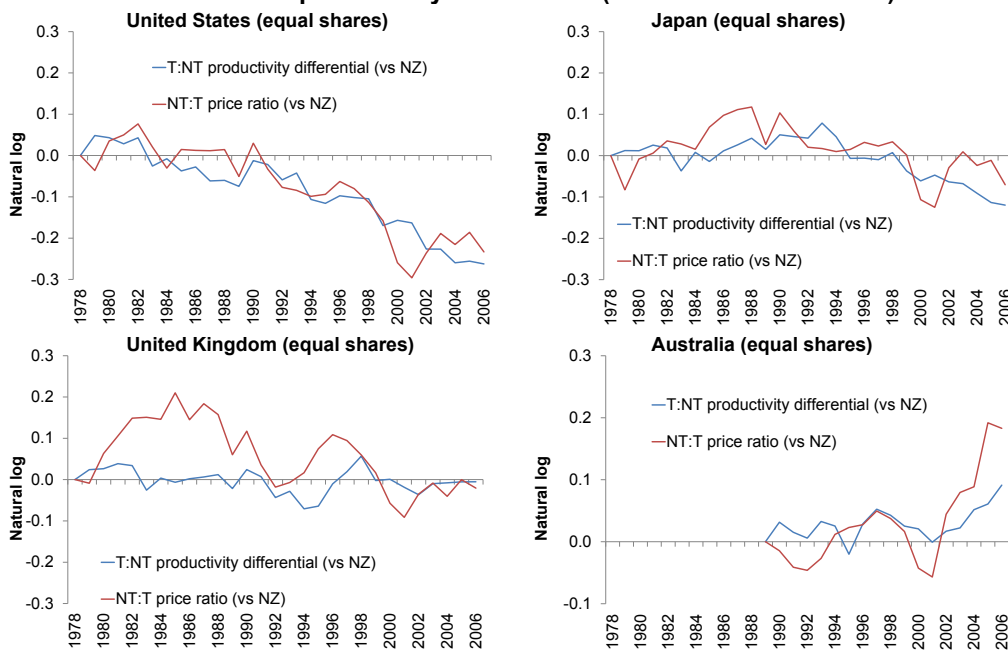 United States (equal shares)
0.3
0.2
0.1
0.0
-0.1
-0.2
-0.3
Natural log
T:NT productivity differential (vs NZ)
NT:T price ratio (vs NZ)
1978 1980 1982 1984 1986 1988 1990 1992 1994 1996 1998 2000 2002 2004 2006
Japan (equal shares)
0.3
0.2
0.1
0.0
-0.1
-0.2
-0.3
Natural log
T:NT productivity differential (vs NZ)
NT:T price ratio (vs NZ)
1978 1980 1982 1984 1986 1988 1990 1992 1994 1996 1998 2000 2002 2004 2006
United Kingdom (equal shares)
0.3
0.2
0.1
0.0
-0.1
-0.2
-0.3
Natural log
T:NT productivity differential (vs NZ)
NT:T price ratio (vs NZ)
1978 1980 1982 1984 1986 1988 1990 1992 1994 1996 1998 2000 2002 2004 2006
Australia (equal shares)
0.3
0.2
0.1
0.0
-0.1
Natural log
T:NT productivity differential (vs NZ)
NT:T price ratio (vs NZ)
1978 1980 1982 1984 1986 1988 1990 1992 1994 1996 1998 2000 2002 2004 2006